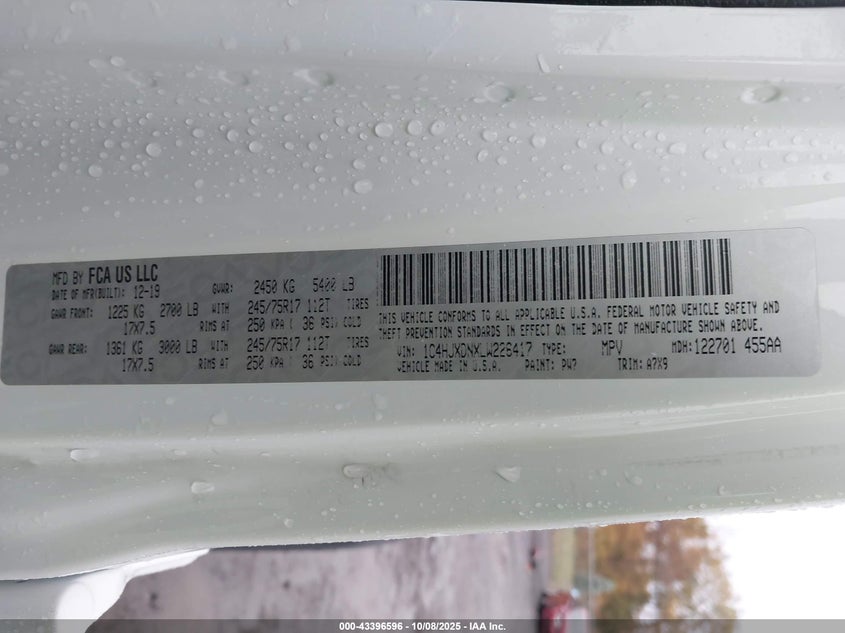 MFD BY FCA US LLC
DATE OF MFR(BUILT): 12-19 GVWR: 2450 KG 5400 LB
GAWR FRONT: 1225 KG 2700 LB WITH 245/75R17 112T TIRES
17X7.5 RIMS AT 250 KPA ( 36 PSI) COLD
GAWR REAR: 1361 KG 3000 LB WITH 245/75R17 112T TIRES
17X7.5 RIMS AT 250 KPA ( 36 PSI) COLD
THIS VEHICLE CONFORMS TO ALL APPLICABLE U.S.A. FEDERAL MOTOR VEHICLE SAFETY AND
THEFT PREVENTION STANDARDS IN EFFECT ON THE DATE OF MANUFACTURE SHOWN ABOVE.
VIN: TYPE: MPV MDH: 122701 455AA
VEHICLE MADE IN U.S.A. PAINT: PW7 TRIM: A7X9
000-43396596 - 10/08/2025 - IAA Inc.